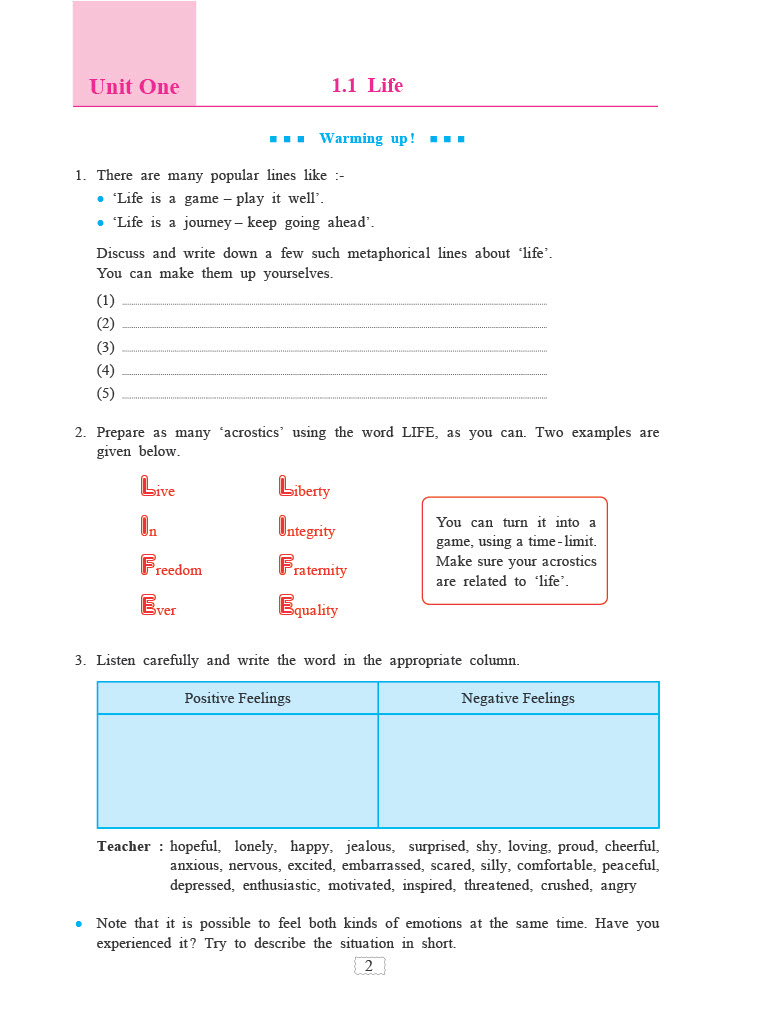 Unit One
1.1 Life
Warming up!
1. There are many popular lines like :-
● ‘Life is a game – play it well’.
● ‘Life is a journey – keep going ahead’.
Discuss and write down a few such metaphorical lines about ‘life’.
You can make them up yourselves.
(1)
(2)
(3)
(4)
(5)
2. Prepare as many ‘acrostics’ using the word LIFE, as you can. Two examples are
given below.
Live Liberty
In Integrity
Freedom Fraternity
Ever Equality
You can turn it into a
game, using a time-limit.
Make sure your acrostics
are related to ‘life’.
3. Listen carefully and write the word in the appropriate column.
Positive Feelings Negative Feelings
Teacher : hopeful, lonely, happy, jealous, surprised, shy, loving, proud, cheerful,
anxious, nervous, excited, embarrassed, scared, silly, comfortable, peaceful,
depressed, enthusiastic, motivated, inspired, threatened, crushed, angry
● Note that it is possible to feel both kinds of emotions at the same time. Have you
experienced it? Try to describe the situation in short.
2